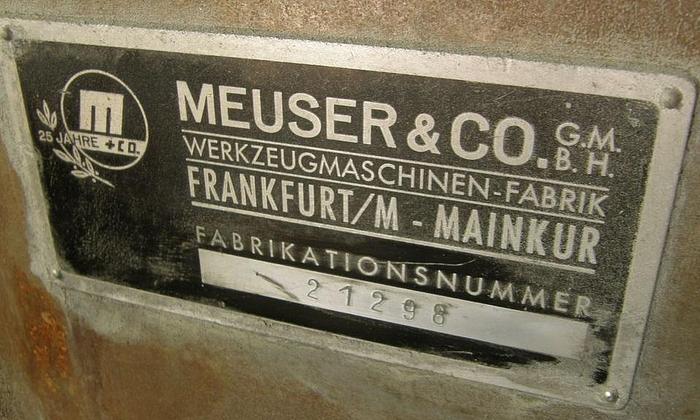 m
25 JAHRE + CO.
MEUSER & CO. G.M.B.H.
WERKZEUGMASCHINEN-FABRIK
FRANKFURT/M - MAINKUR
FABRIKATIONSNUMMER
21298